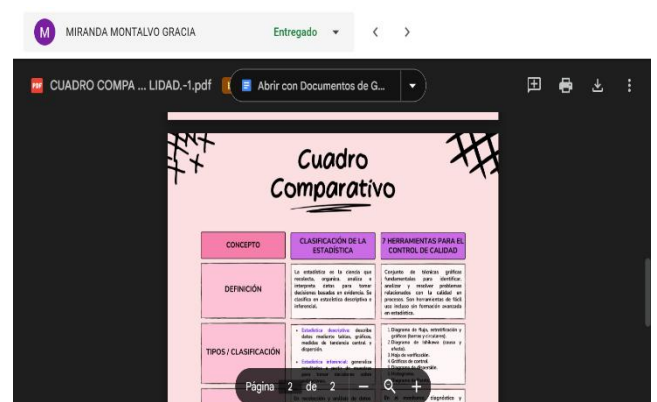 M MIRANDA MONTALVO GRACIA Entregado
PDF CUADRO COMPA ... LIDAD.-1.pdf Abrir con Documentos de G...
Cuadro
Comparativo
CONCEPTO
CLASIFICACIÓN DE LA
ESTADÍSTICA
7 HERRAMIENTAS PARA EL
CONTROL DE CALIDAD
DEFINICIÓN
La estadística es la ciencia que
recolecta, organiza, analiza e
interpreta datos para tomar
decisiones basadas en evidencia. Se
clasifica en estadística descriptiva e
inferencial.
Conjunto de técnicas gráficas
fundamentales para identificar,
analizar y resolver problemas
relacionados con la calidad en
procesos. Son herramientas de fácil
uso incluso sin formación avanzada
en estadística.
TIPOS / CLASIFICACIÓN
Estadística descriptiva: describe
datos mediante tablas, gráficos,
medidas de tendencia central y
dispersión.
Estadística inferencial: generaliza
1. Diagrama de flujo, estratificación y
gráficos (barras y circulares).
2. Diagrama de Ishikawa (causa y
efecto).
3. Hoja de verificación.
4. Gráficos de control.
Página 2 de 2